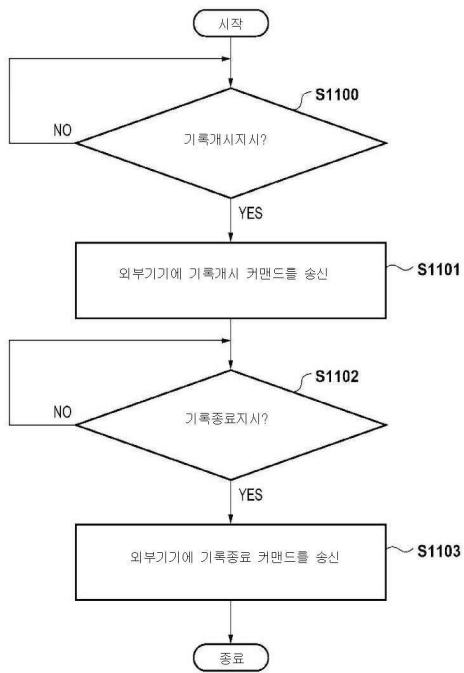 시작
S1100
기록개시지시?
NO
YES
외부기기에 기록개시 커맨드를 송신
S1101
S1102
기록종료지시?
NO
YES
외부기기에 기록종료 커맨드를 송신
S1103
종료